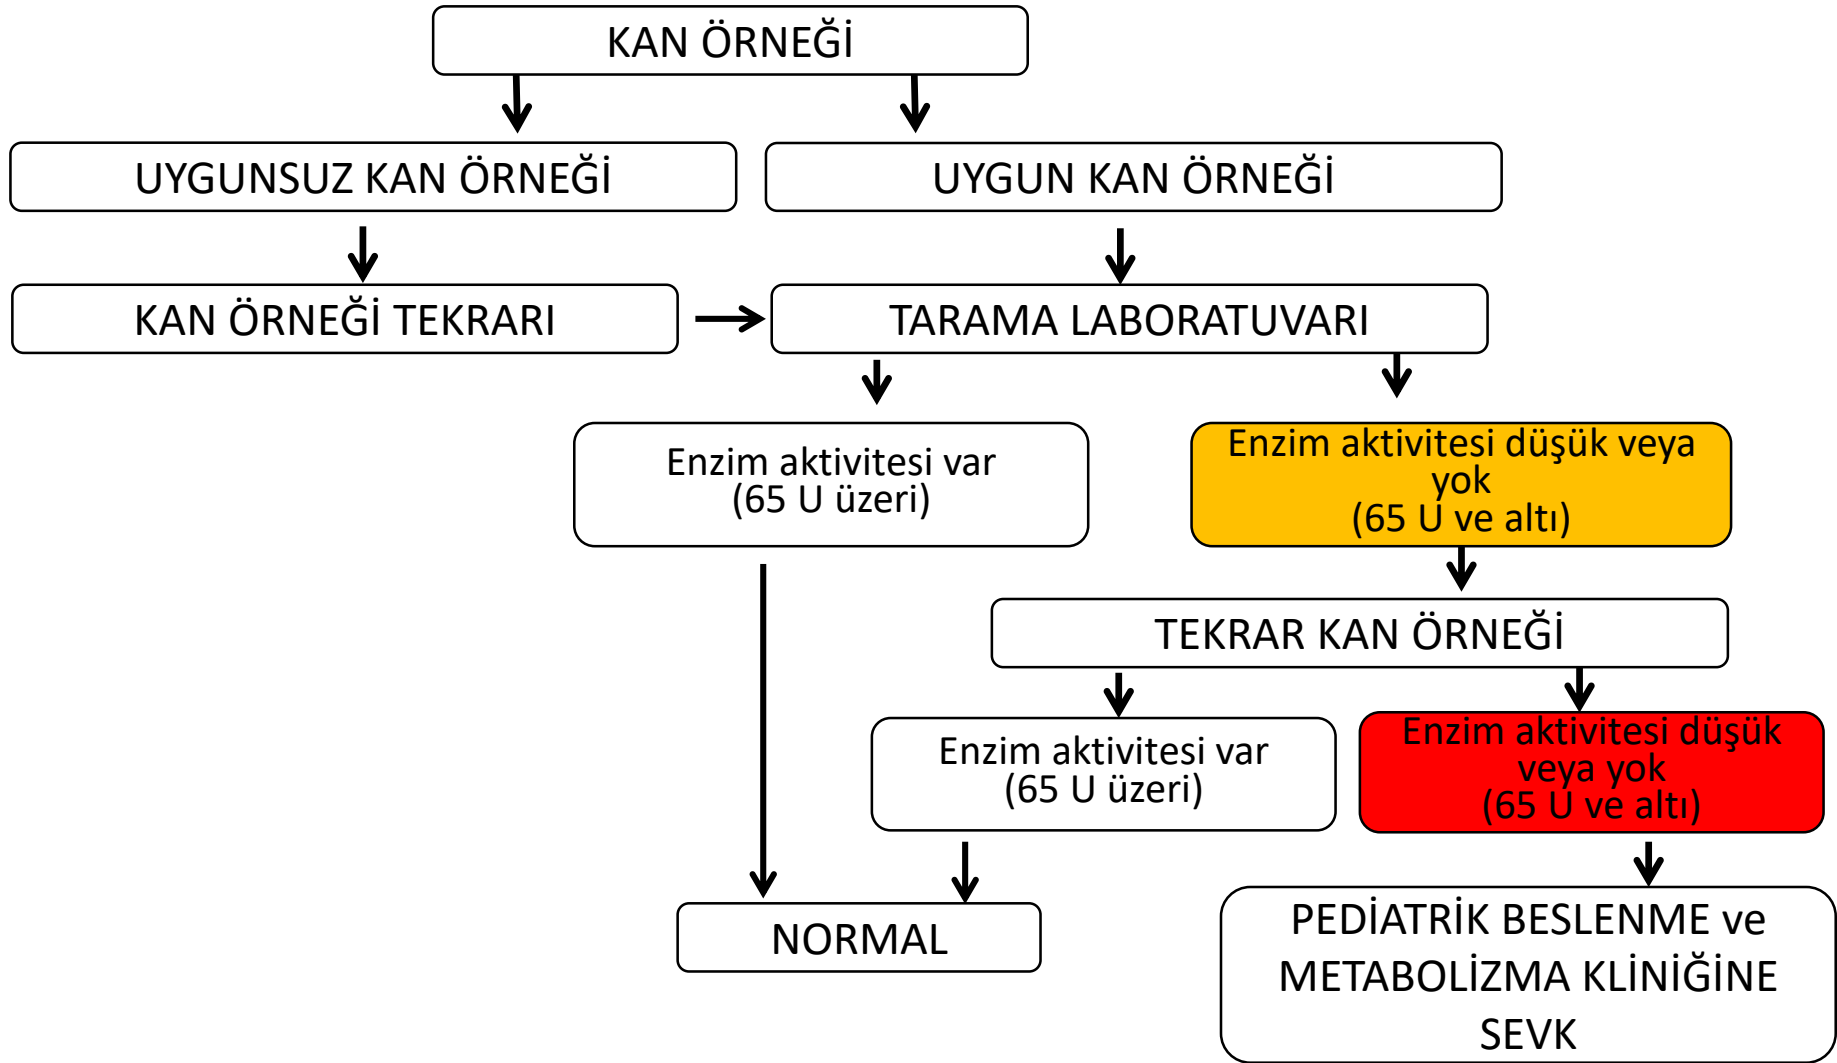 KAN ÖRNEĞİ
UYGUNSUZ KAN ÖRNEĞİ
UYGUN KAN ÖRNEĞİ
KAN ÖRNEĞİ TEKRARI
TARAMA LABORATUVARI
Enzim aktivitesi var
(65 U üzeri)
Enzim aktivitesi düşük veya
yok
(65 U ve altı)
TEKRAR KAN ÖRNEĞİ
Enzim aktivitesi var
(65 U üzeri)
Enzim aktivitesi düşük
veya yok
(65 U ve altı)
NORMAL
PEDİATRİK BESLENME ve
METABOLİZMA KLİNİĞİNE
SEVK